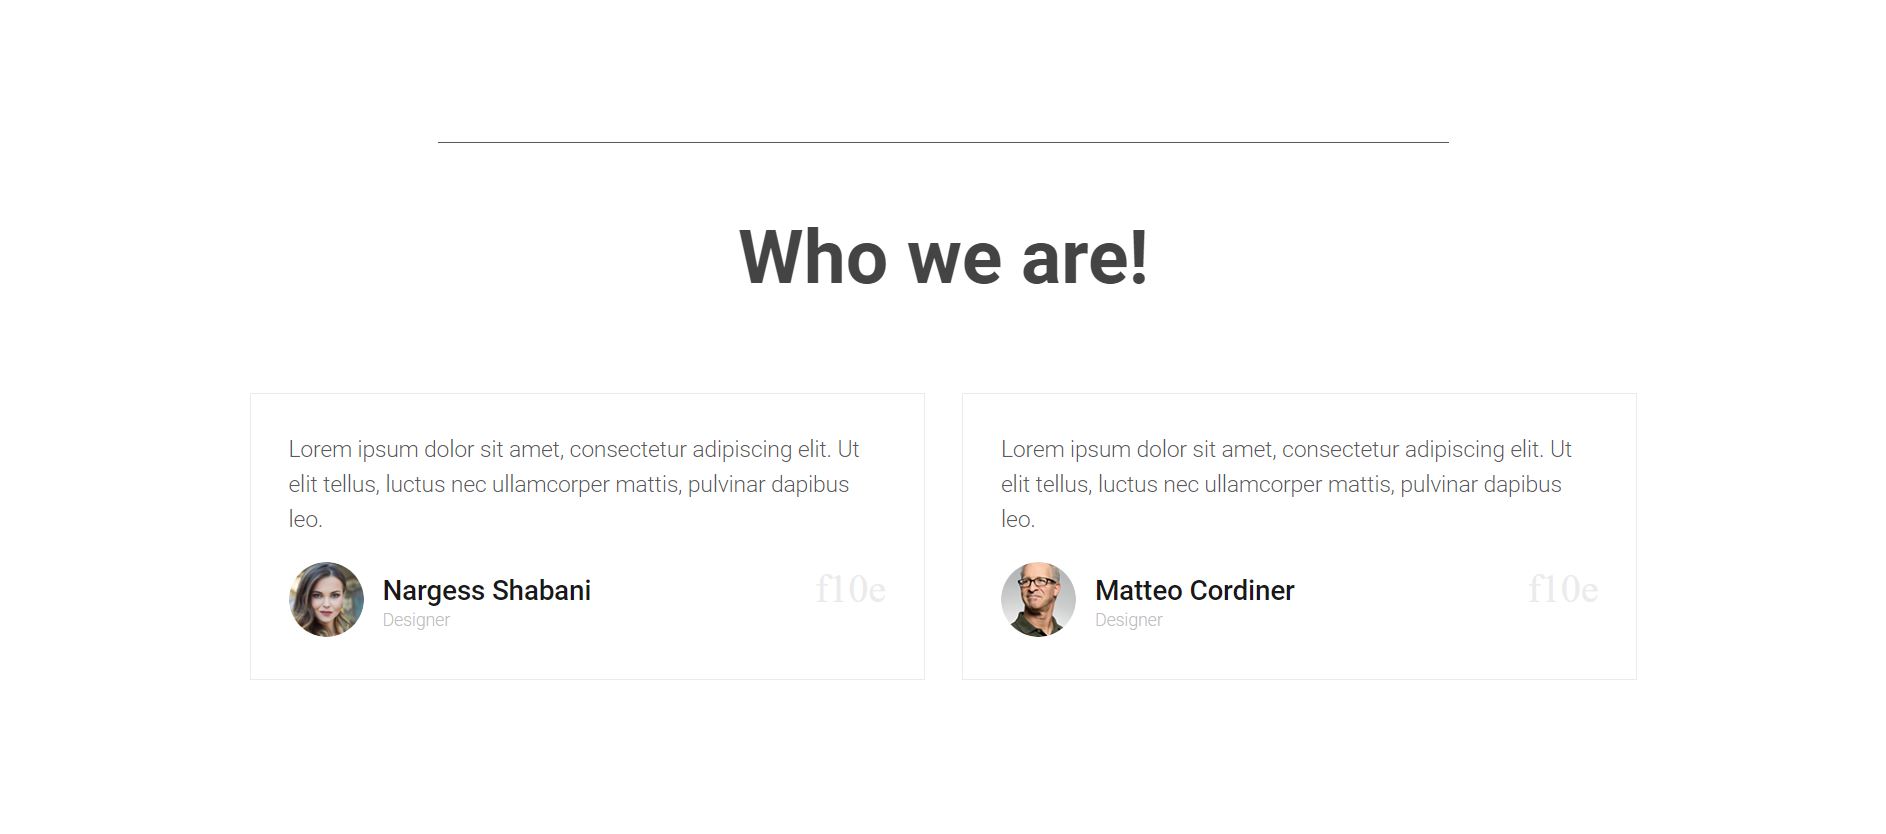 Who we are!
Lorem ipsum dolor sit amet, consectetur adipiscing elit. Ut
elit tellus, luctus nec ullamcorper mattis, pulvinar dapibus
leo.
Nargess Shabani
Designer
f10e
Lorem ipsum dolor sit amet, consectetur adipiscing elit. Ut
elit tellus, luctus nec ullamcorper mattis, pulvinar dapibus
leo.
Matteo Cordiner
Designer
f10e